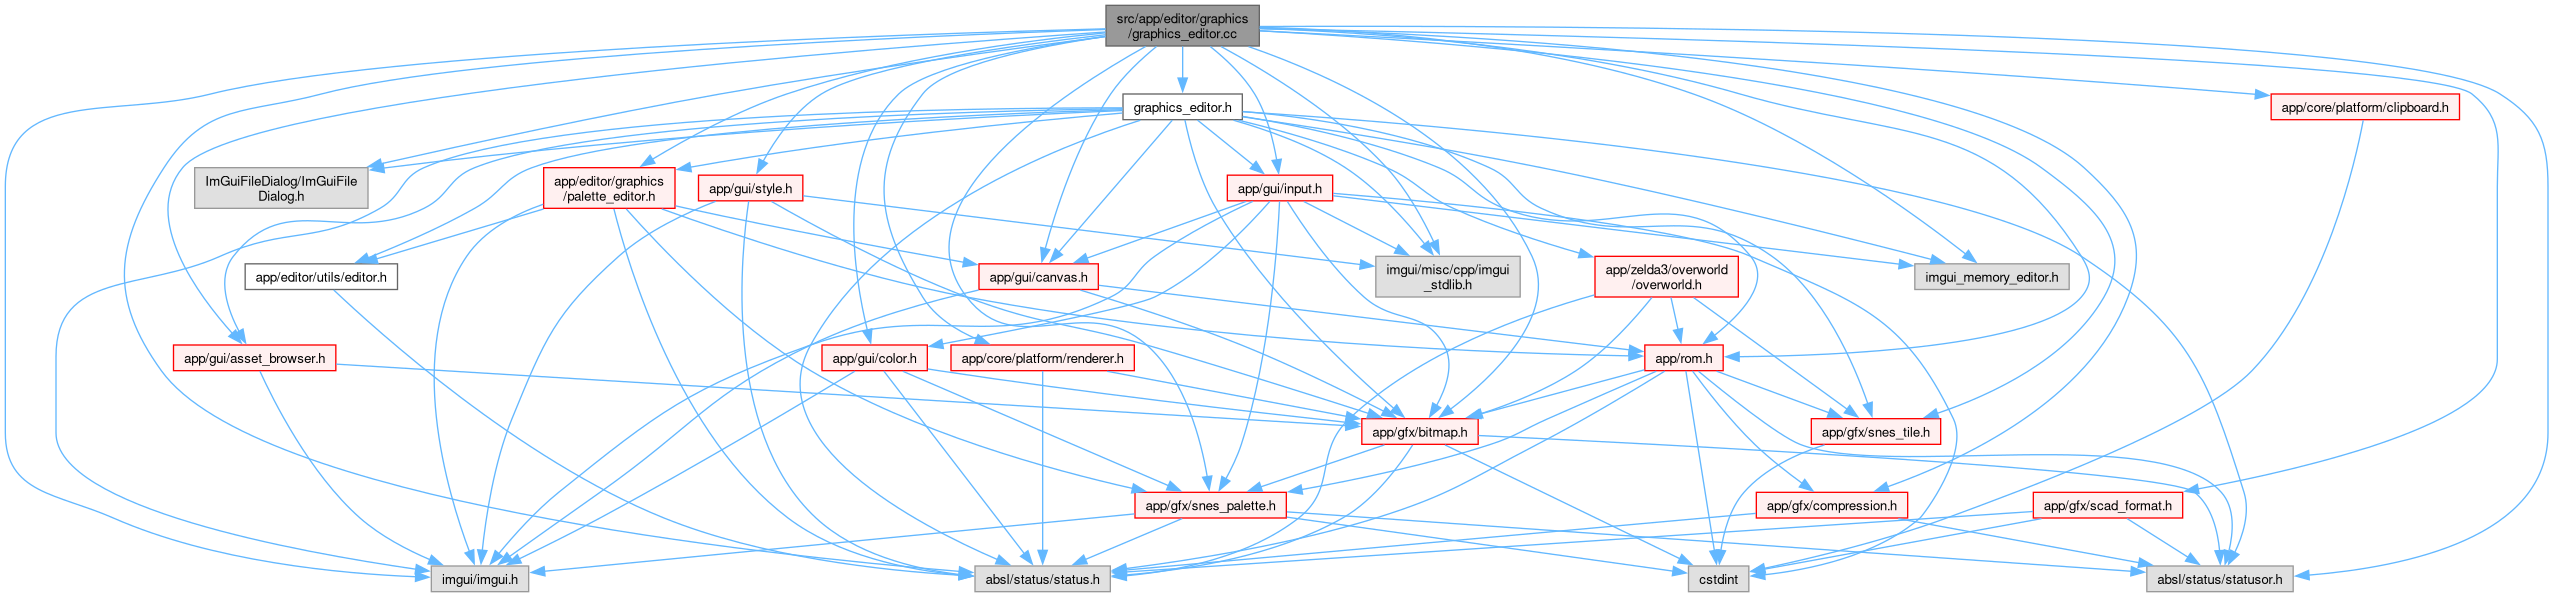 src/app/editor/graphics
/graphics_editor.cc
graphics_editor.h
app/core/platform/clipboard.h
ImGuiFileDialog/ImGuiFile
Dialog.h
app/editor/graphics
/palette_editor.h
app/gui/style.h
app/gui/input.h
app/editor/utils/editor.h
app/gui/canvas.h
imgui/misc/cpp/imgui
_stdlib.h
app/zelda3/overworld
/overworld.h
imgui_memory_editor.h
app/gui/asset_browser.h
app/gui/color.h
app/core/platform/renderer.h
app/rom.h
app/gfx/bitmap.h
app/gfx/snes_tile.h
app/gfx/snes_palette.h
app/gfx/compression.h
app/gfx/scad_format.h
imgui/imgui.h
absl/status/status.h
cstdint
absl/status/statusor.h